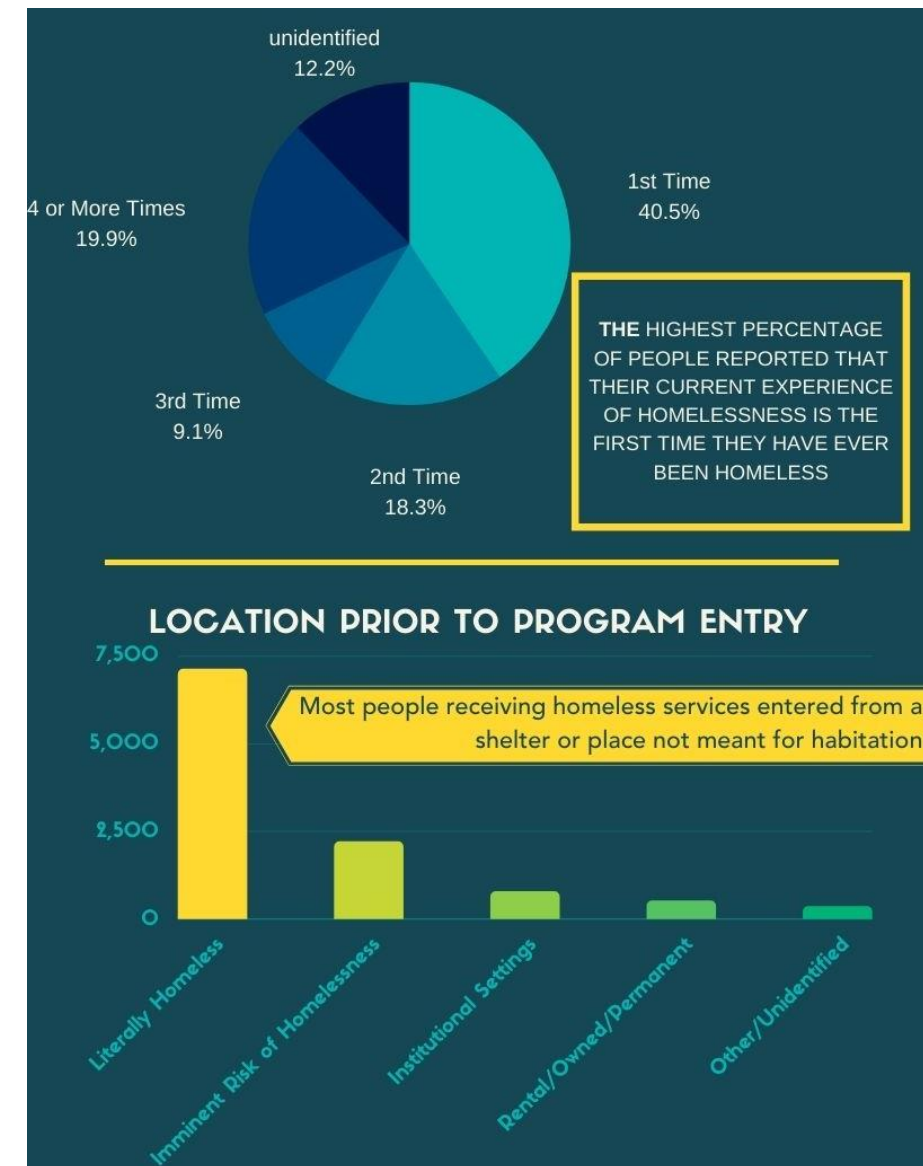 unidentified
12.2%
1st Time
40.5%
4 or More Times
19.9%
THE HIGHEST PERCENTAGE
OF PEOPLE REPORTED THAT
THEIR CURRENT EXPERIENCE
OF HOMELESSNESS IS THE
FIRST TIME THEY HAVE EVER
BEEN HOMELESS
3rd Time
9.1%
2nd Time
18.3%
LOCATION PRIOR TO PROGRAM ENTRY
7,500
Most people receiving homeless services entered from a
shelter or place not meant for habitation
5,000
2,500
0
Literally Homeless
Imminent Risk of Homelessness
Institutional Settings
Rental/Owned/Permanent
Other/Unidentified